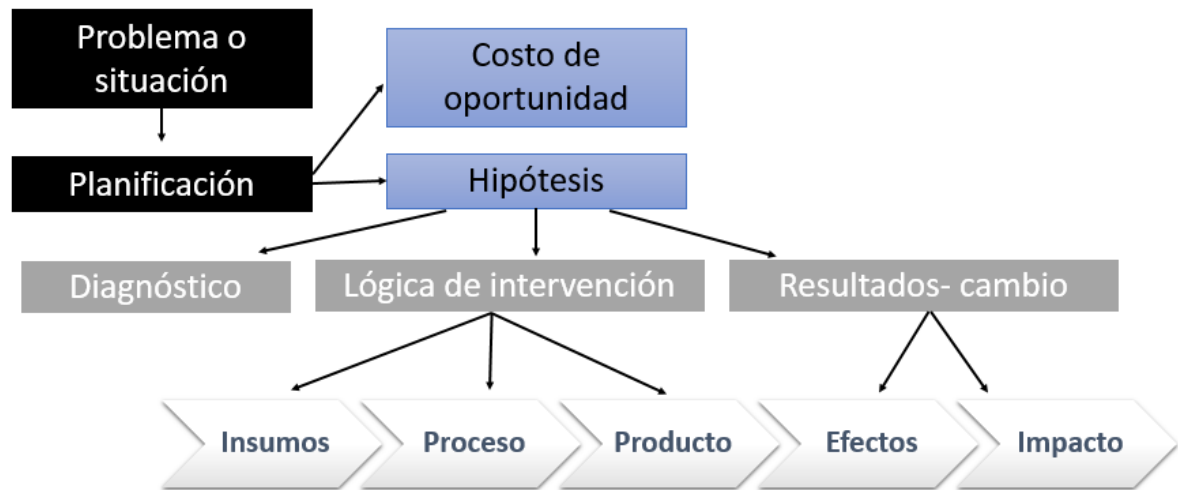 Problema o
situación
Costo de
oportunidad
Planificación
Hipótesis
Diagnóstico
Lógica de intervención
Resultados- cambio
Insumos
Proceso
Producto
Efectos
Impacto